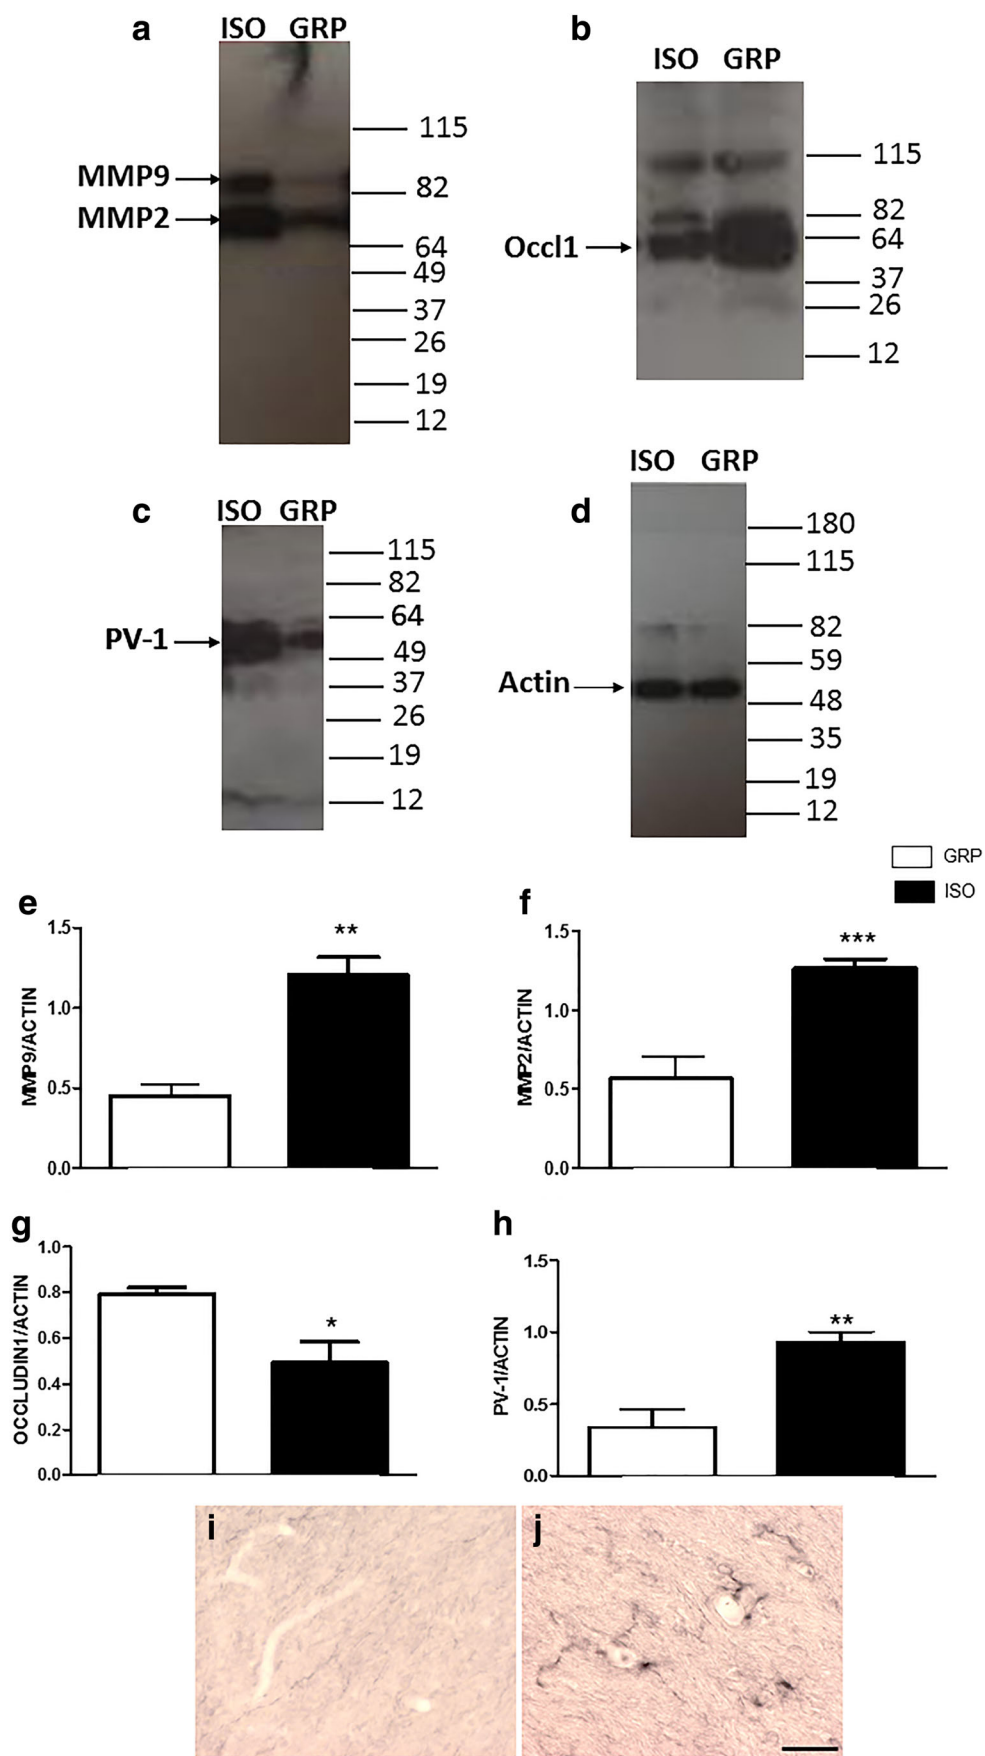 a
ISO GRP
MMP9
MMP2
115
82
64
49
37
26
19
12
b
ISO GRP
Occl1
115
82
64
37
26
12
c
ISO GRP
PV-1
115
82
64
49
37
26
19
12
d
ISO GRP
Actin
180
115
82
59
48
35
19
12
GRP
ISO
e
MMP9/ACTIN
1.5
1.0
0.5
0.0
**
f
MMP2/ACTIN
1.5
1.0
0.5
0.0
***
g
OCCLUDIN1/ACTIN
1.0
0.8
0.6
0.4
0.2
0.0
*
h
PV-1/ACTIN
1.5
1.0
0.5
0.0
**
i
j